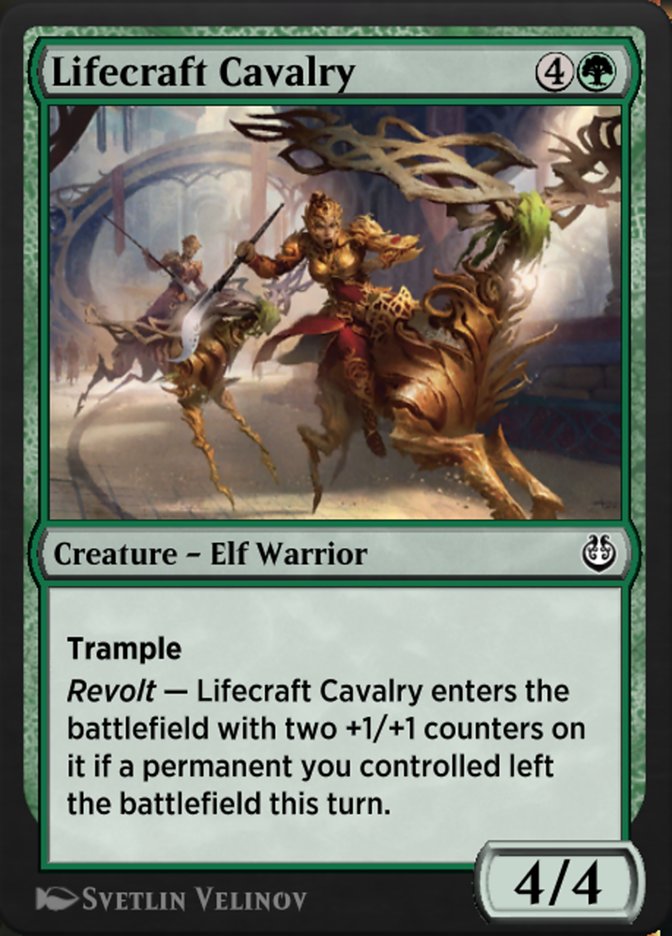 Lifecraft Cavalry 4
Creature – Elf Warrior
Trample
Revolt — Lifecraft Cavalry enters the
battlefield with two +1/+1 counters on
it if a permanent you controlled left
the battlefield this turn.
4/4
Svetlin Velinov